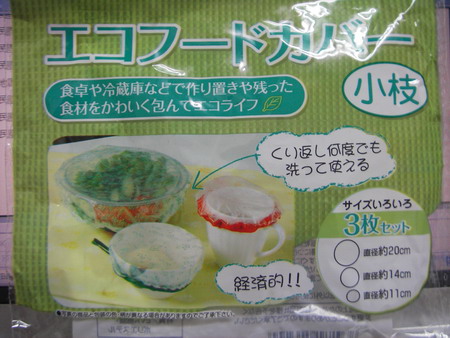 エコフードカバー
小枝
食卓や冷蔵庫などで作り置きや残った
食材をかわいく包んでエコライフ
くり返し何度でも
洗って使える
サイズいろいろ
3枚セット
直径約20cm
直径約14cm
直径約11cm
経済的!!